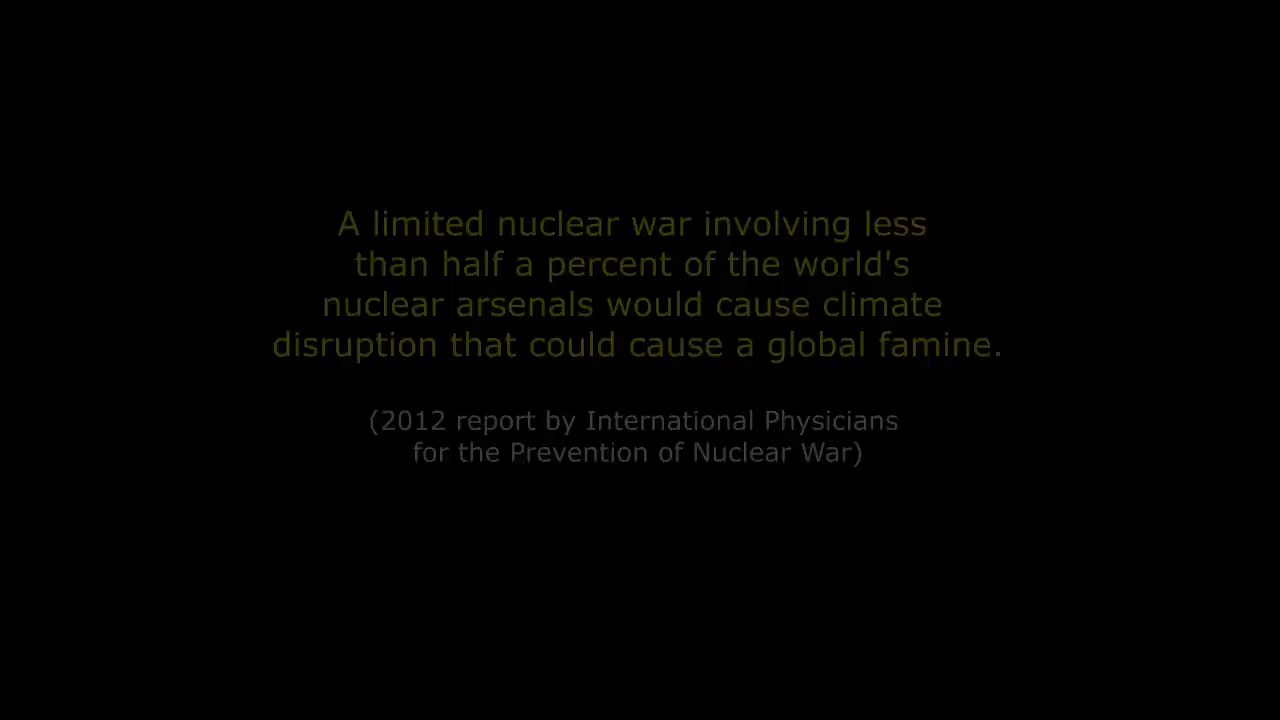 A limited nuclear war involving less
than half a percent of the world's
nuclear arsenals would cause climate
disruption that could cause a global famine.
(2012 report by International Physicians
for the Prevention of Nuclear War)